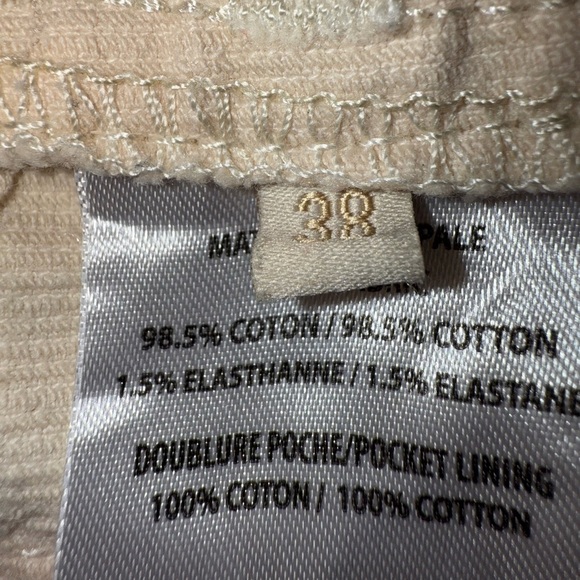 38
PALE
98.5% COTON / 98.5% COTTON
1.5% ELASTHANNE / 1.5% ELASTANE
DOUBLURE POCHE/POCKET LINING
100% COTON / 100% COTTON